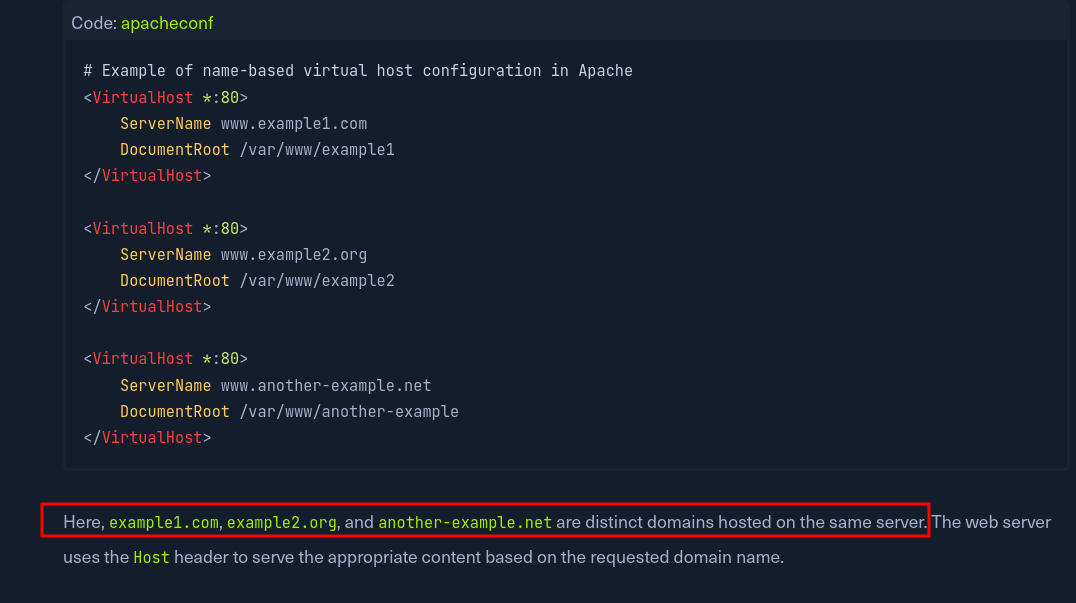 Code: apacheconf
# Example of name-based virtual host configuration in Apache
<VirtualHost *:80>
    ServerName www.example1.com
    DocumentRoot /var/www/example1
</VirtualHost>
<VirtualHost *:80>
    ServerName www.example2.org
    DocumentRoot /var/www/example2
</VirtualHost>
<VirtualHost *:80>
    ServerName www.another-example.net
    DocumentRoot /var/www/another-example
</VirtualHost>
Here, example1.com, example2.org, and another-example.net are distinct domains hosted on the same server. The web server
uses the Host header to serve the appropriate content based on the requested domain name.